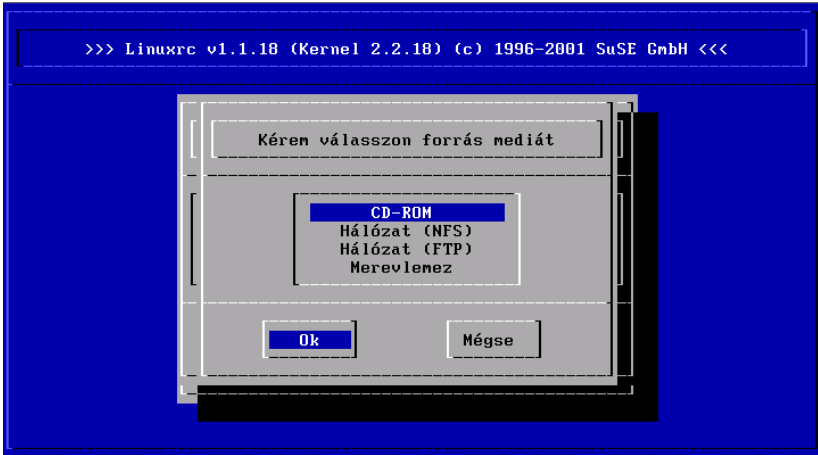 >>> Linuxrc v1.1.18 (Kernel 2.2.18) (c) 1996-2001 SuSE GmbH <<<
Kérem válasszon forrás mediát
CD-ROM
Hálózat (NFS)
Hálózat (FTP)
Merevlemez
Ok Mégse